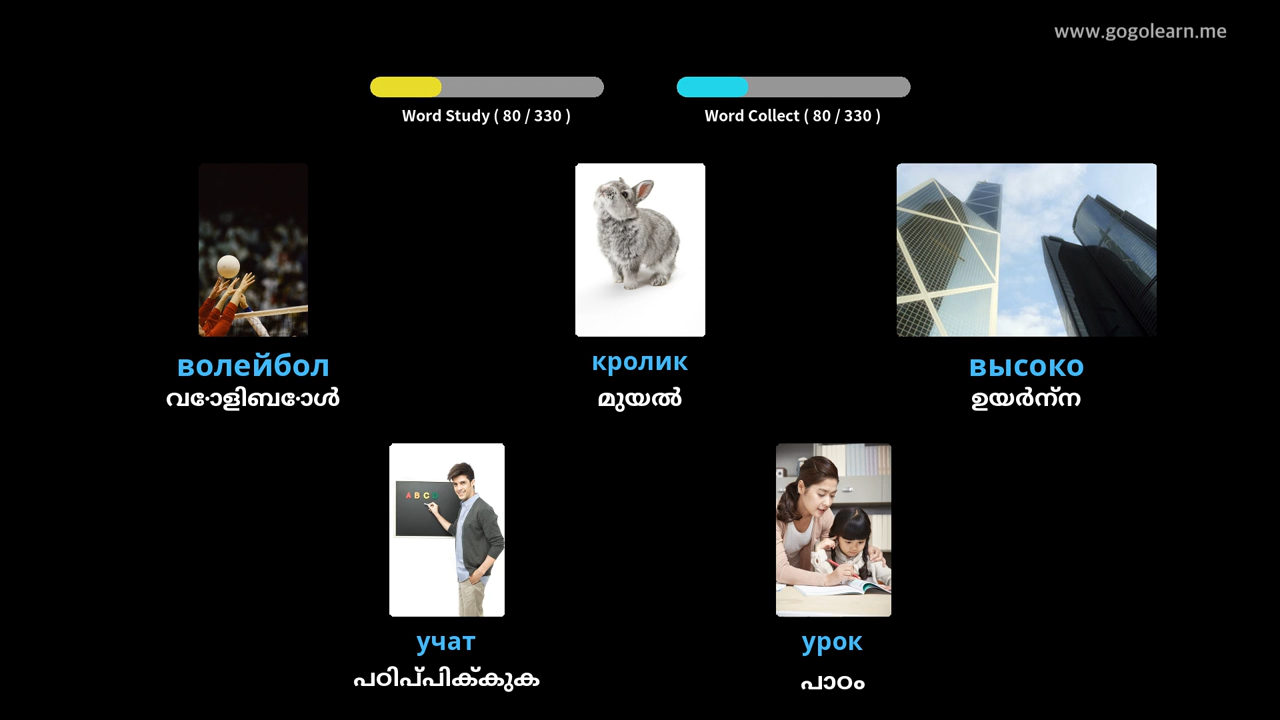 www.gogolearn.me
Word Study ( 80 / 330 )
Word Collect ( 80 / 330 )
волейбол
വോളിബോൾ
кролик
മുയൽ
высоко
ഉയർന്ന
A B C D
учат
പഠിപ്പിക്കുക
урок
പാഠം